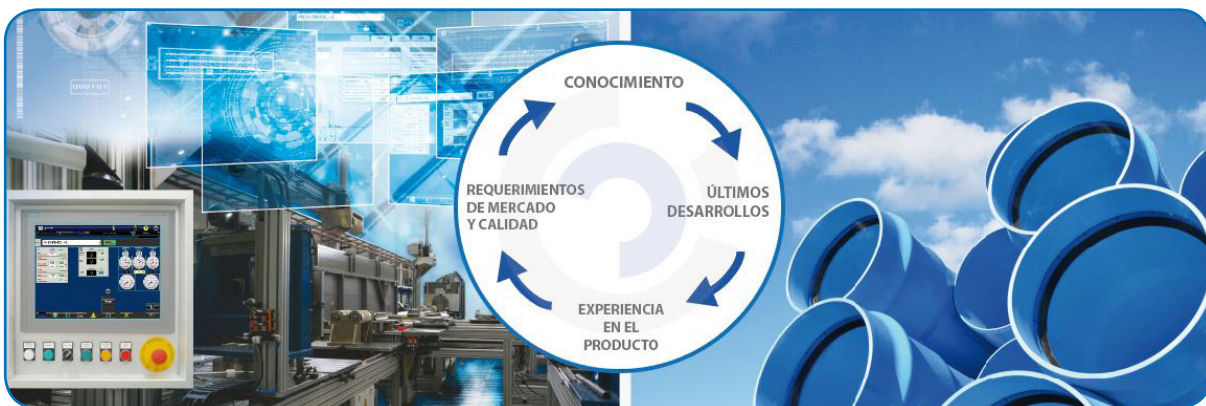 CONOCIMIENTO
ÚLTIMOS
DESARROLLOS
EXPERIENCIA
EN EL
PRODUCTO
REQUERIMIENTOS
DE MERCADO
Y CALIDAD